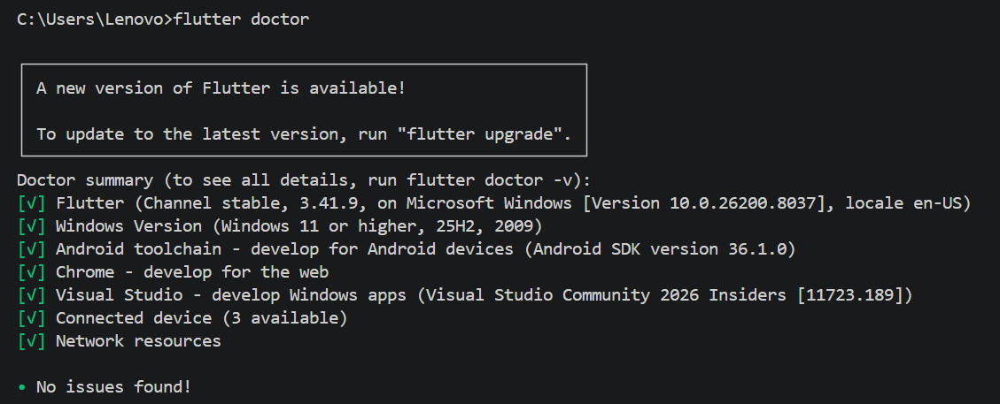 C:\Users\Lenovo>flutter doctor
A new version of Flutter is available!
To update to the latest version, run "flutter upgrade".
Doctor summary (to see all details, run flutter doctor -v):
[√] Flutter (Channel stable, 3.41.9, on Microsoft Windows [Version 10.0.26200.8037], locale en-US)
[√] Windows Version (Windows 11 or higher, 25H2, 2009)
[√] Android toolchain - develop for Android devices (Android SDK version 36.1.0)
[√] Chrome - develop for the web
[√] Visual Studio - develop Windows apps (Visual Studio Community 2026 Insiders [11723.189])
[√] Connected device (3 available)
[√] Network resources
• No issues found!